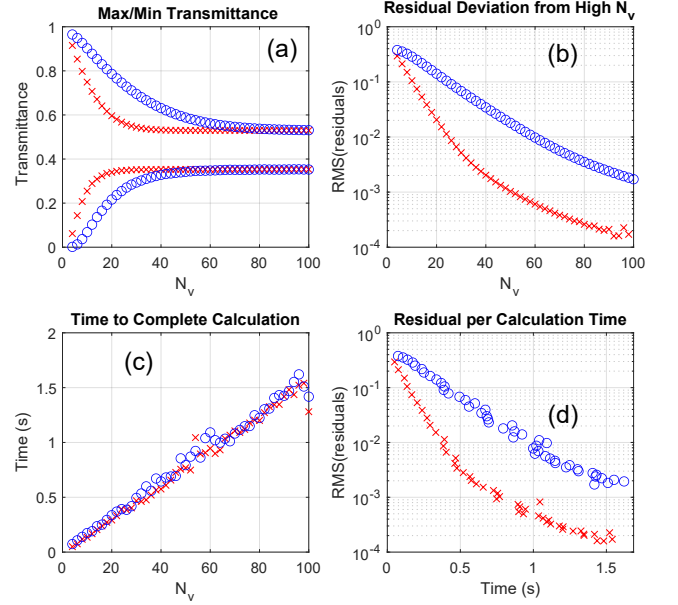 Max/Min Transmittance
(a)
Transmittance
1
0.8
0.6
0.4
0.2
0
0 20 40 60 80 100
N_v
Residual Deviation from High N_v
(b)
RMS(residuals)
10^0
10^-1
10^-2
10^-3
10^-4
0 20 40 60 80 100
N_v
Time to Complete Calculation
(c)
Time (s)
2
1.5
1
0.5
0
0 20 40 60 80 100
N_v
Residual per Calculation Time
(d)
RMS(residuals)
10^0
10^-1
10^-2
10^-3
10^-4
0 0.5 1 1.5
Time (s)